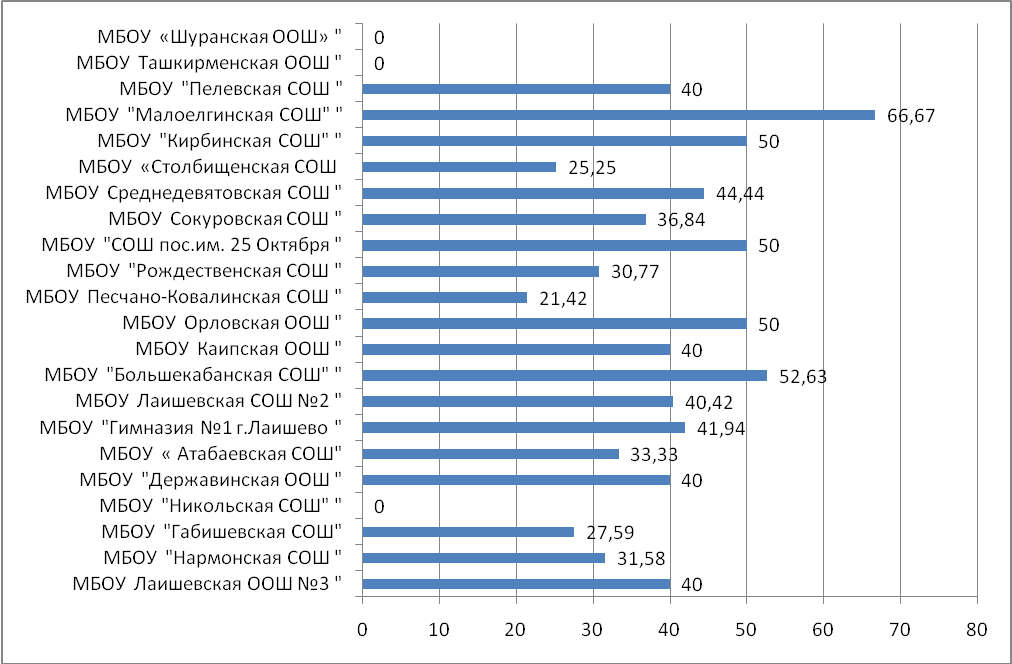 МБОУ «Шуранская ООШ» " 0
МБОУ Ташкирменская ООШ " 0
МБОУ "Пелевская СОШ " 40
МБОУ "Малоелгинская СОШ" " 66,67
МБОУ "Кирбинская СОШ" " 50
МБОУ «Столбищенская СОШ 25,25
МБОУ Среднедевятовская СОШ " 44,44
МБОУ Сокуровская СОШ " 36,84
МБОУ "СОШ пос.им. 25 Октября " 50
МБОУ "Рождественская СОШ " 30,77
МБОУ Песчано-Ковалинская СОШ " 21,42
МБОУ Орловская ООШ " 50
МБОУ Каипская ООШ " 40
МБОУ "Большекабанская СОШ" " 52,63
МБОУ Лаишевская СОШ №2 " 40,42
МБОУ "Гимназия №1 г.Лаишево " 41,94
МБОУ « Атабаевская СОШ" 33,33
МБОУ "Державинская ООШ " 40
МБОУ "Никольская СОШ" " 0
МБОУ "Габишевская СОШ" 27,59
МБОУ "Нармонская СОШ " 31,58
МБОУ Лаишевская ООШ №3 " 40
0 10 20 30 40 50 60 70 80